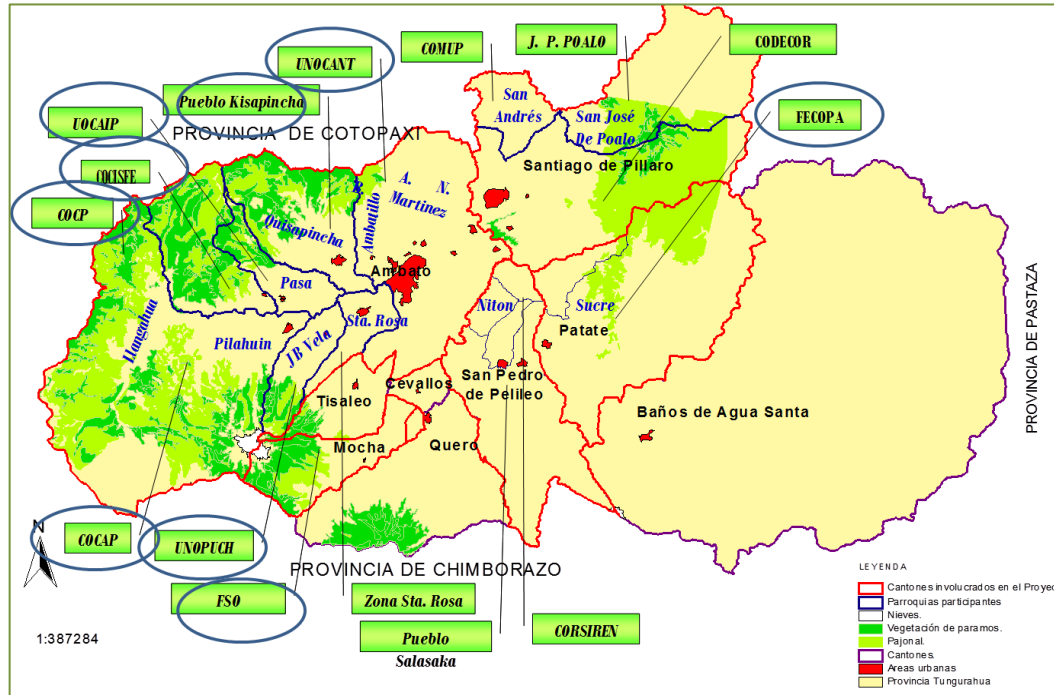 COMUP
J. P. POALO
CODECOR
UNOCANT
Pueblo Kisapincha
FECOPA
UOCAIP
PROVINCIA DE COTOPAXI
San
Andrés
San José
De Poalo
Santiago de Píllaro
COCISFE
COCP
A. N.
Martinez
Ambatillo
Quisapincha
Ambato
Pasa
Llangahua
Pilahuin
JB Vela
Sta. Rosa
Niton
Sucre
Patate
PROVINCIA DE PASTAZA
San Pedro
de Pelileo
Cevallos
Tisaleo
Baños de Agua Santa
Mocha
Quero
N
COCAP
UNOPUCH
PROVINCIA DE CHIMBORAZO
FSO
Zona Sta. Rosa
Pueblo
Salasaka
CORSIREN
1:387284
LEYENDA
Cantones involucrados en el Proyec
Parroquias participantes
Nieves.
Vegetación de paramos.
Pajonal.
Cantones.
Areas urbanas
Provincia Tungurahua